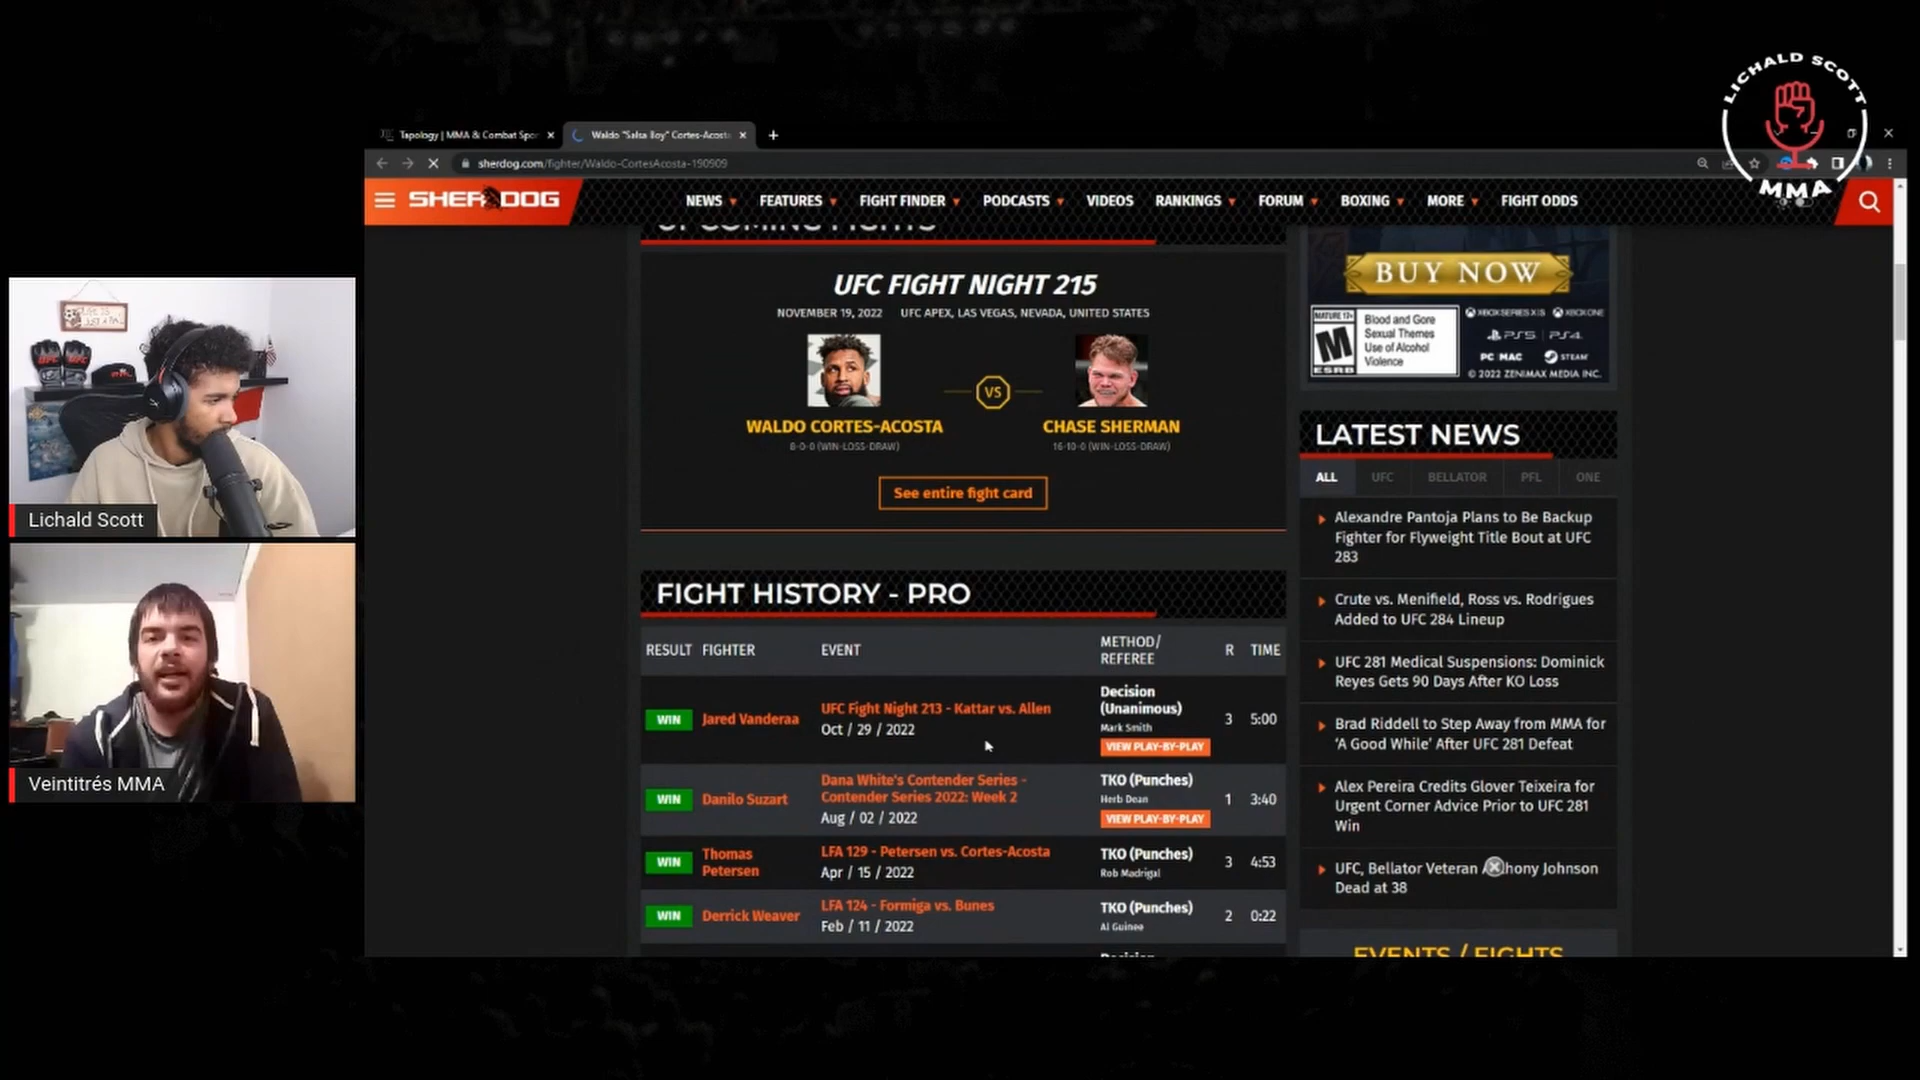 LICHALD SCOTT
MMA
Tapology | MMA & Combat Spo
Waldo "Salsa Boy" Cortes-Acosta
sherdog.com/fighter/Waldo-CortesAcosta-190909
SHERDOG
NEWS
FEATURES
FIGHT FINDER
PODCASTS
VIDEOS
RANKINGS
FORUM
BOXING
MORE
FIGHT ODDS
UPCOMING FIGHTS
UFC FIGHT NIGHT 215
NOVEMBER 19, 2022 UFC APEX, LAS VEGAS, NEVADA, UNITED STATES
VS
WALDO CORTES-ACOSTA
8-0-0 (WIN-LOSS-DRAW)
CHASE SHERMAN
16-10-0 (WIN-LOSS-DRAW)
See entire fight card
FIGHT HISTORY - PRO
RESULT FIGHTER EVENT METHOD/ R TIME
REFEREE
WIN Jared Vanderaa UFC Fight Night 213 - Kattar vs. Allen
Oct / 29 / 2022
Decision
(Unanimous)
Mark Smith
VIEW PLAY-BY-PLAY
3 5:00
WIN Danilo Suzart Dana White's Contender Series -
Contender Series 2022: Week 2
Aug / 02 / 2022
TKO (Punches)
Herb Dean
VIEW PLAY-BY-PLAY
1 3:40
WIN Thomas
Petersen
LFA 129 - Petersen vs. Cortes-Acosta
Apr / 15 / 2022
TKO (Punches)
Rob Madrigal
3 4:53
WIN Derrick Weaver LFA 124 - Formiga vs. Bunes
Feb / 11 / 2022
TKO (Punches)
Al Guinee
2 0:22
Decision
BUY NOW
MATURE 17+
M
ESRB
Blood and Gore
Sexual Themes
Use of Alcohol
Violence
XBOX SERIES X|S XBOX ONE
PS5 PS4
PC MAC STEAM
© 2022 ZENIMAX MEDIA INC.
LATEST NEWS
ALL UFC BELLATOR PFL ONE
Alexandre Pantoja Plans to Be Backup
Fighter for Flyweight Title Bout at UFC
283
Crute vs. Menifield, Ross vs. Rodrigues
Added to UFC 284 Lineup
UFC 281 Medical Suspensions: Dominick
Reyes Gets 90 Days After KO Loss
Brad Riddell to Step Away from MMA for
'A Good While' After UFC 281 Defeat
Alex Pereira Credits Glover Teixeira for
Urgent Corner Advice Prior to UFC 281
Win
UFC, Bellator Veteran Anthony Johnson
Dead at 38
EVENTS / FIGHTS
UFC UFC
Lichald Scott
Veintitrés MMA